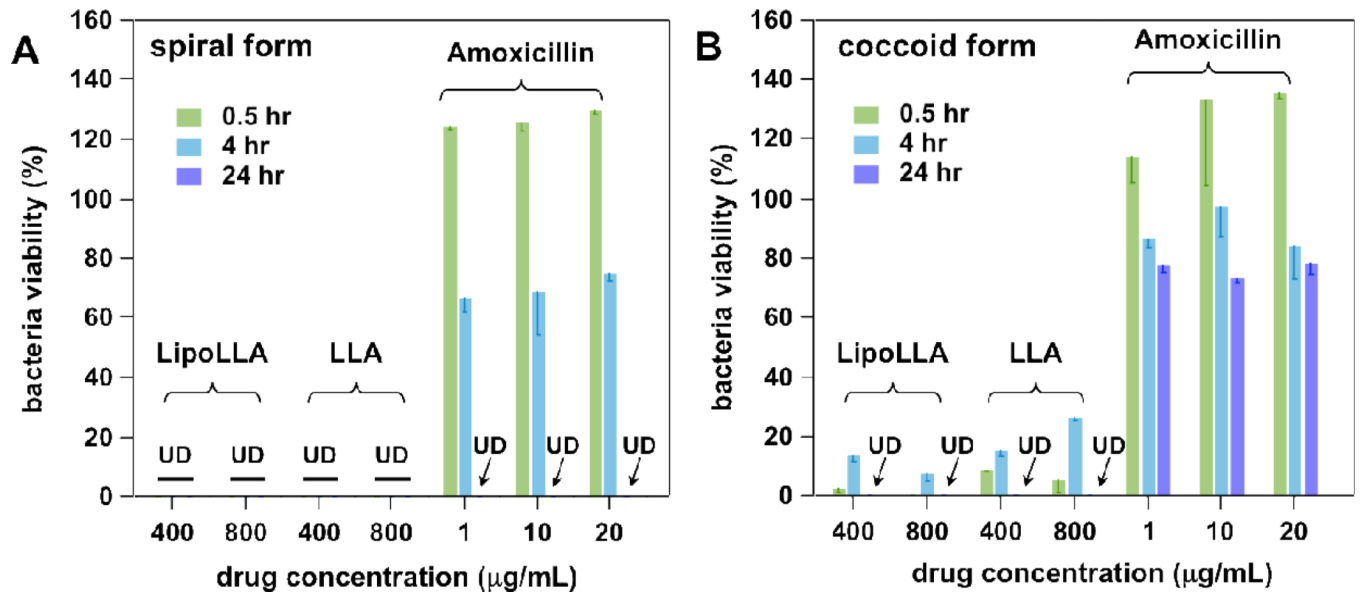 A
spiral form
Amoxicillin
0.5 hr
4 hr
24 hr
LipoLLA
LLA
UD
UD
UD
UD
UD
UD
UD
160
140
120
100
80
60
40
20
0
bacteria viability (%)
400
800
400
800
1
10
20
drug concentration (μg/mL)
B
coccoid form
Amoxicillin
0.5 hr
4 hr
24 hr
LipoLLA
LLA
UD
UD
UD
UD
160
140
120
100
80
60
40
20
0
bacteria viability (%)
400
800
400
800
1
10
20
drug concentration (μg/mL)